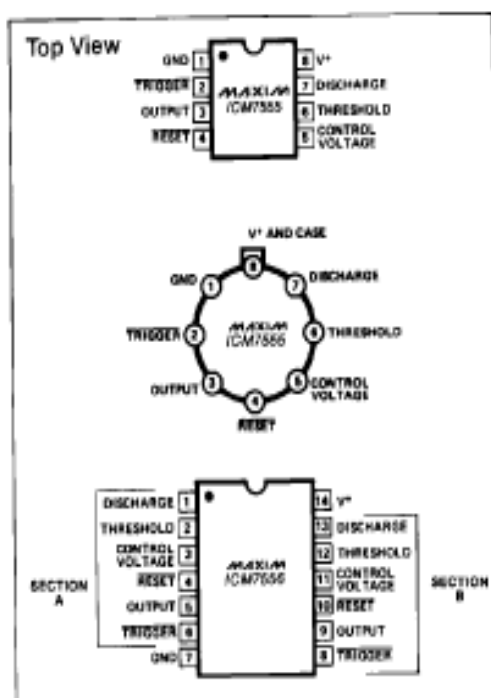 Top View
GND 1 8 V+
TRIGGER 2 7 DISCHARGE
OUTPUT 3 6 THRESHOLD
RESET 4 5 CONTROL VOLTAGE
MAXIM
ICM7555
V+ AND CASE
8
GND 1 7 DISCHARGE
TRIGGER 2 6 THRESHOLD
MAXIM
ICM7555
OUTPUT 3 5 CONTROL VOLTAGE
4
RESET
DISCHARGE 1 14 V+
THRESHOLD 2 13 DISCHARGE
CONTROL VOLTAGE 3 12 THRESHOLD
RESET 4 11 CONTROL VOLTAGE
OUTPUT 5 10 RESET
TRIGGER 6 9 OUTPUT
GND 7 8 TRIGGER
MAXIM
ICM7556
SECTION A
SECTION B